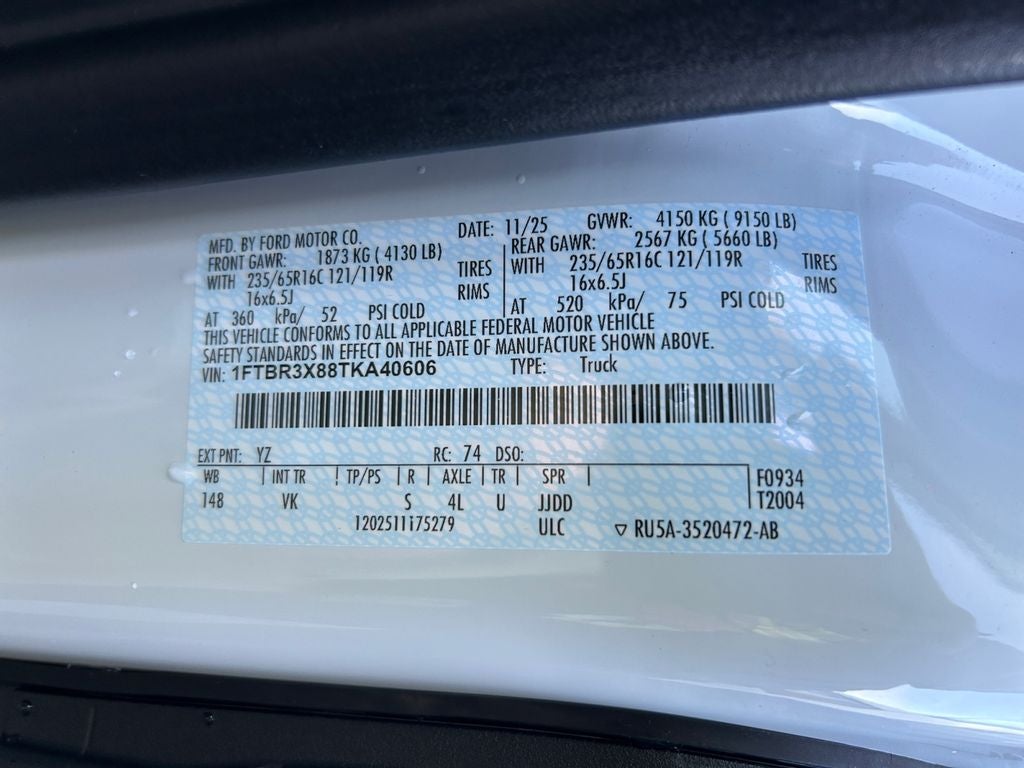 MFD. BY FORD MOTOR CO. DATE: 11/25 GVWR: 4150 KG ( 9150 LB)
FRONT GAWR: 1873 KG ( 4130 LB) REAR GAWR: 2567 KG ( 5660 LB)
WITH 235/65R16C 121/119R TIRES WITH 235/65R16C 121/119R TIRES
16x6.5J RIMS 16x6.5J RIMS
AT 360 kPa/ 52 PSI COLD AT 520 kPa/ 75 PSI COLD
THIS VEHICLE CONFORMS TO ALL APPLICABLE FEDERAL MOTOR VEHICLE
SAFETY STANDARDS IN EFFECT ON THE DATE OF MANUFACTURE SHOWN ABOVE.
VIN: 1FTBR3X88TKA40606 TYPE: Truck
EXT PNT: YZ RC: 74 DSO:
WB INT TR TP/PS R AXLE TR SPR F0934
148 VK S 4L U JJDD T2004
1202511175279 ULC ▽ RU5A-3520472-AB